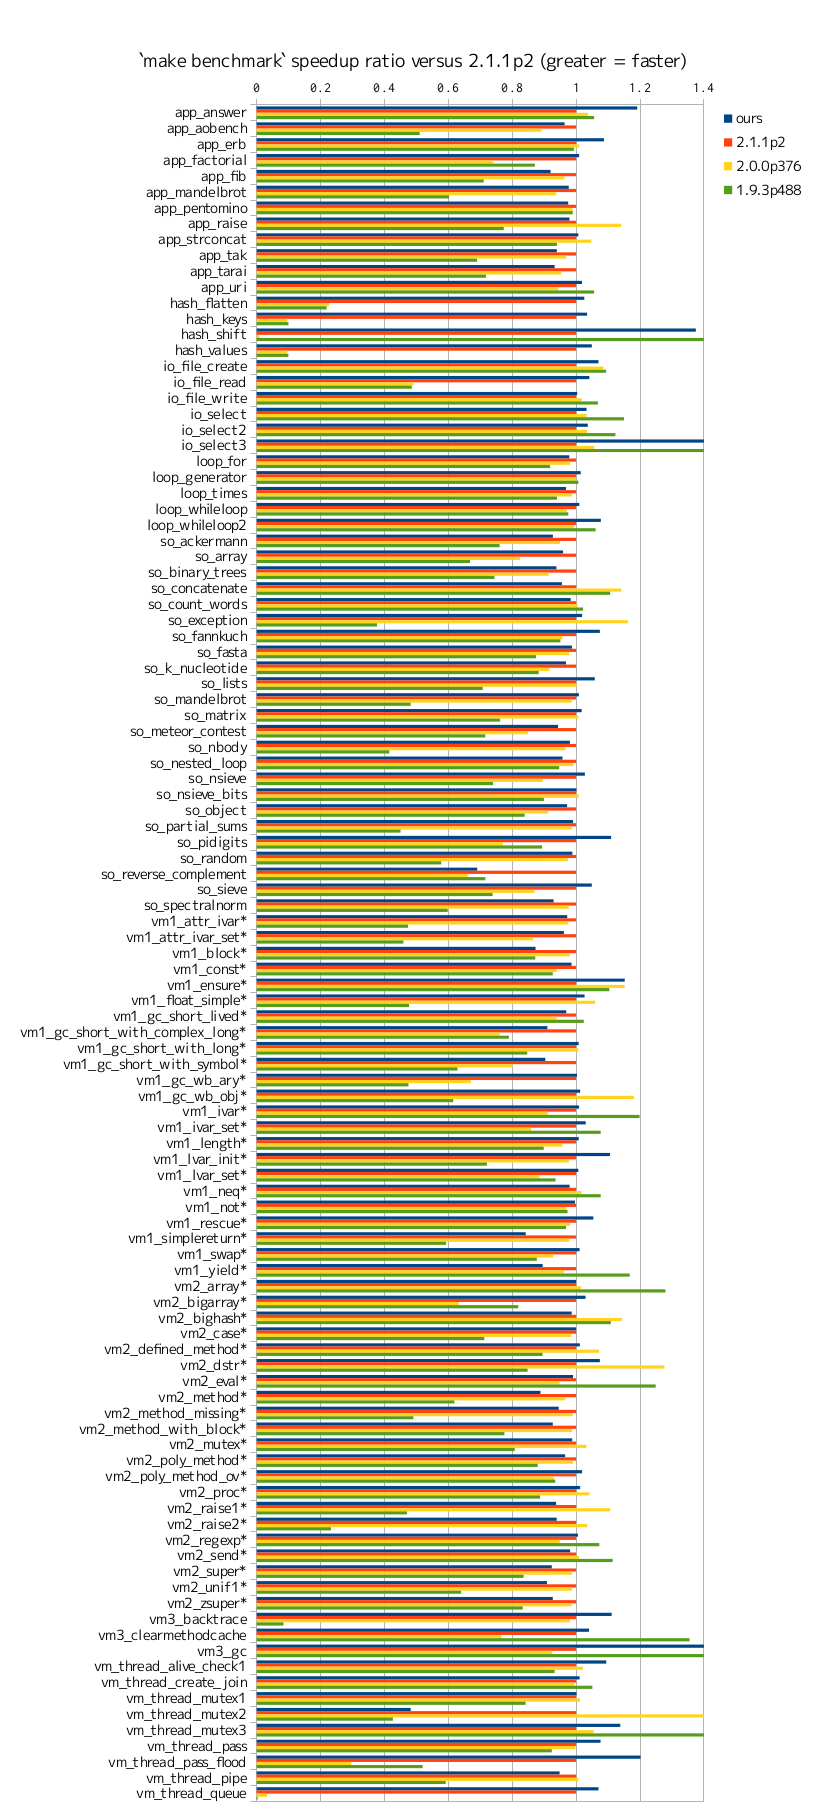 `make benchmark` speedup ratio versus 2.1.1p2 (greater = faster)
0 0.2 0.4 0.6 0.8 1 1.2 1.4
ours
2.1.1p2
2.0.0p376
1.9.3p488
app_answer
app_aobench
app_erb
app_factorial
app_fib
app_mandelbrot
app_pentomino
app_raise
app_strconcat
app_tak
app_tarai
app_uri
hash_flatten
hash_keys
hash_shift
hash_values
io_file_create
io_file_read
io_file_write
io_select
io_select2
io_select3
loop_for
loop_generator
loop_times
loop_whileloop
loop_whileloop2
so_ackermann
so_array
so_binary_trees
so_concatenate
so_count_words
so_exception
so_fannkuch
so_fasta
so_k_nucleotide
so_lists
so_mandelbrot
so_matrix
so_meteor_contest
so_nbody
so_nested_loop
so_nsieve
so_nsieve_bits
so_object
so_partial_sums
so_pidigits
so_random
so_reverse_complement
so_sieve
so_spectralnorm
vm1_attr_ivar*
vm1_attr_ivar_set*
vm1_block*
vm1_const*
vm1_ensure*
vm1_float_simple*
vm1_gc_short_lived*
vm1_gc_short_with_complex_long*
vm1_gc_short_with_long*
vm1_gc_short_with_symbol*
vm1_gc_wb_ary*
vm1_gc_wb_obj*
vm1_ivar*
vm1_ivar_set*
vm1_length*
vm1_lvar_init*
vm1_lvar_set*
vm1_neq*
vm1_not*
vm1_rescue*
vm1_simplereturn*
vm1_swap*
vm1_yield*
vm2_array*
vm2_bigarray*
vm2_bighash*
vm2_case*
vm2_defined_method*
vm2_dstr*
vm2_eval*
vm2_method*
vm2_method_missing*
vm2_method_with_block*
vm2_mutex*
vm2_poly_method*
vm2_poly_method_ov*
vm2_proc*
vm2_raise1*
vm2_raise2*
vm2_regexp*
vm2_send*
vm2_super*
vm2_unif1*
vm2_zsuper*
vm3_backtrace
vm3_clearmethodcache
vm3_gc
vm_thread_alive_check1
vm_thread_create_join
vm_thread_mutex1
vm_thread_mutex2
vm_thread_mutex3
vm_thread_pass
vm_thread_pass_flood
vm_thread_pipe
vm_thread_queue